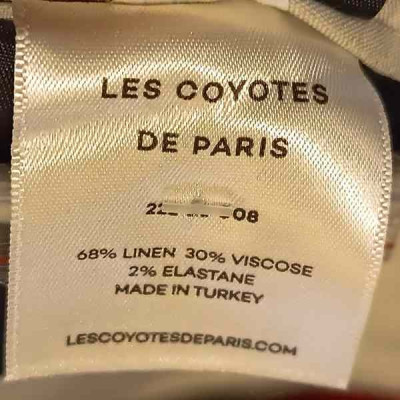 LES COYOTES
DE PARIS
68% LINEN 30% VISCOSE
2% ELASTANE
MADE IN TURKEY
LESCOYOTESDEPARIS.COM